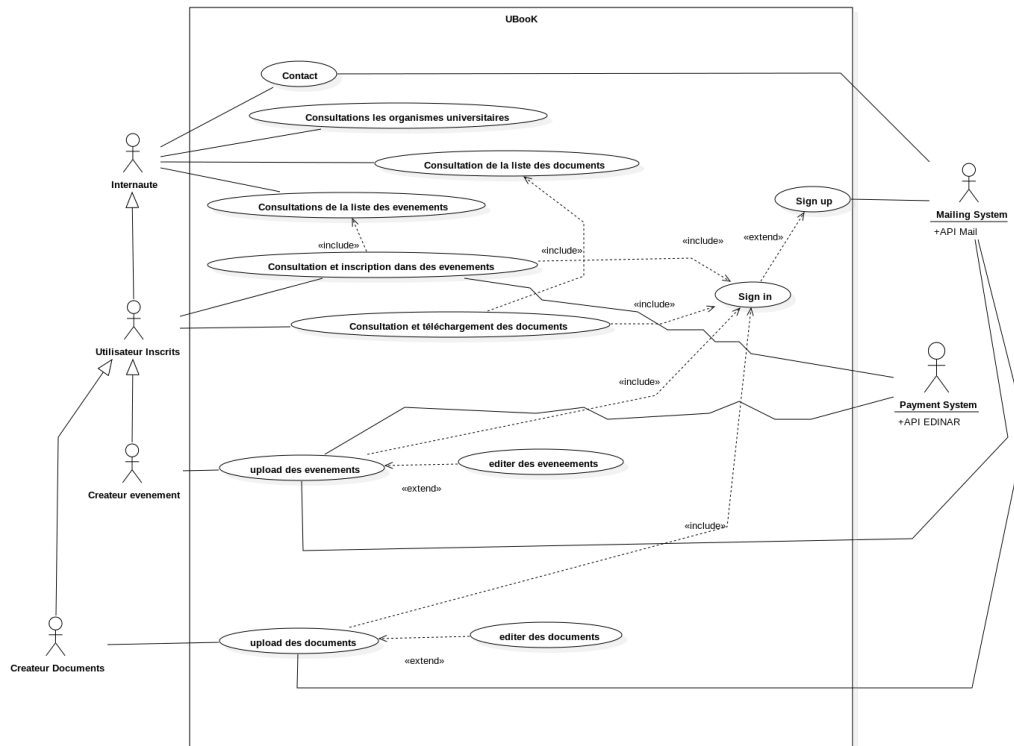 UBooK
Contact
Consultations les organismes universitaires
Consultation de la liste des documents
Internaute
Sign up
Consultations de la liste des evenements
Mailing System
+API Mail
«include»
«include»
«include»
«extend»
Consultation et inscription dans des evenements
Sign in
«include»
Consultation et téléchargement des documents
Utilisateur Inscrits
«include»
Payment System
+API EDINAR
upload des evenements
editer des eveneements
Createur evenement
«extend»
«include»
upload des documents
editer des documents
«extend»
Createur Documents